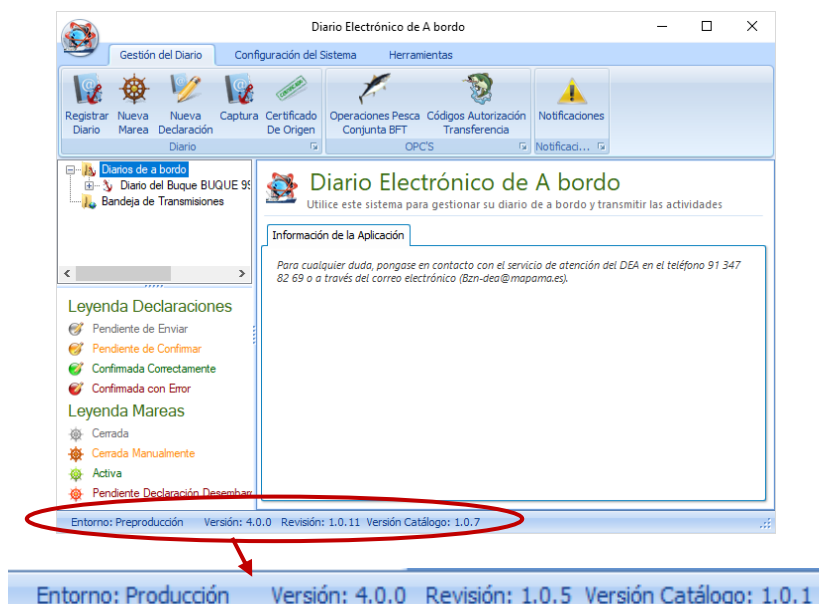 Diario Electrónico de A bordo
Gestión del Diario Configuración del Sistema Herramientas
Registrar Diario
Nueva Marea
Nueva Declaración
Captura
Certificado De Origen
Operaciones Pesca Conjunta BFT
Códigos Autorización Transferencia
Notificaciones
Diario OPC'S Notificaci...
Diarios de a bordo
Diario del Buque BUQUE 99
Bandeja de Transmisiones
Diario Electrónico de A bordo
Utilice este sistema para gestionar su diario de a bordo y transmitir las actividades
Información de la Aplicación
Para cualquier duda, pongase en contacto con el servicio de atención del DEA en el teléfono 91 347
82 69 o a través del correo electrónico (Bzn-dea@mapama.es).
Leyenda Declaraciones
Pendiente de Enviar
Pendiente de Confirmar
Confirmada Correctamente
Confirmada con Error
Leyenda Mareas
Cerrada
Cerrada Manualmente
Activa
Pendiente Declaración Desembarc
Entorno: Preproducción Versión: 4.0.0 Revisión: 1.0.11 Versión Catálogo: 1.0.7
Entorno: Producción Versión: 4.0.0 Revisión: 1.0.5 Versión Catálogo: 1.0.1